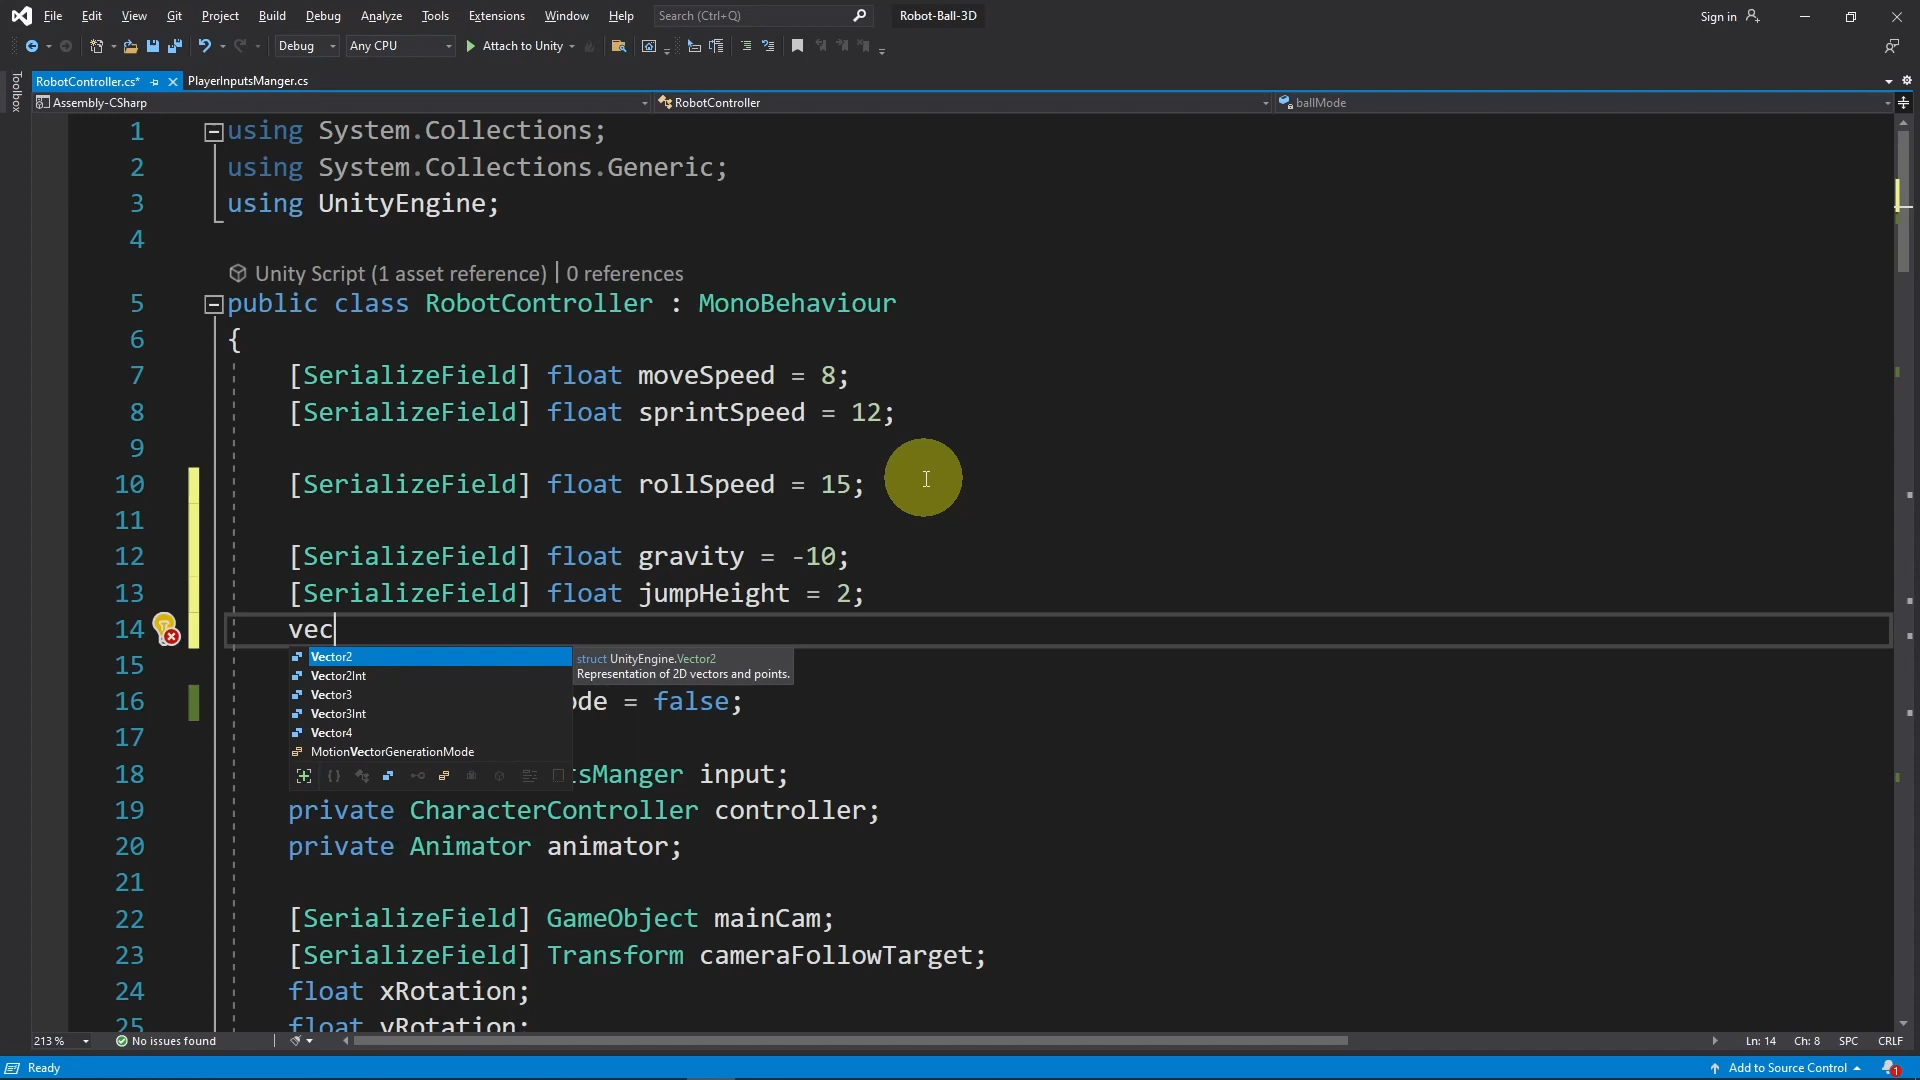 File Edit View Git Project Build Debug Analyze Tools Extensions Window Help Search (Ctrl+Q) Robot-Ball-3D Sign in
Debug Any CPU Attach to Unity
Toolbox
RobotController.cs* PlayerInputsManger.cs
Assembly-CSharp RobotController ballMode
1 using System.Collections;
2 using System.Collections.Generic;
3 using UnityEngine;
4
Unity Script (1 asset reference) | 0 references
5 public class RobotController : MonoBehaviour
6 {
7 [SerializeField] float moveSpeed = 8;
8 [SerializeField] float sprintSpeed = 12;
9
10 [SerializeField] float rollSpeed = 15;
11
12 [SerializeField] float gravity = -10;
13 [SerializeField] float jumpHeight = 2;
14 vec
15 Vector2 struct UnityEngine.Vector2
Vector2Int Representation of 2D vectors and points.
Vector3
16 ode = false;
Vector3Int
Vector4
17
MotionVectorGenerationMode
18 tsManger input;
19 private CharacterController controller;
20 private Animator animator;
21
22 [SerializeField] GameObject mainCam;
23 [SerializeField] Transform cameraFollowTarget;
24 float xRotation;
25 float yRotation;
213 % No issues found Ln: 14 Ch: 8 SPC CRLF
Ready Add to Source Control 1